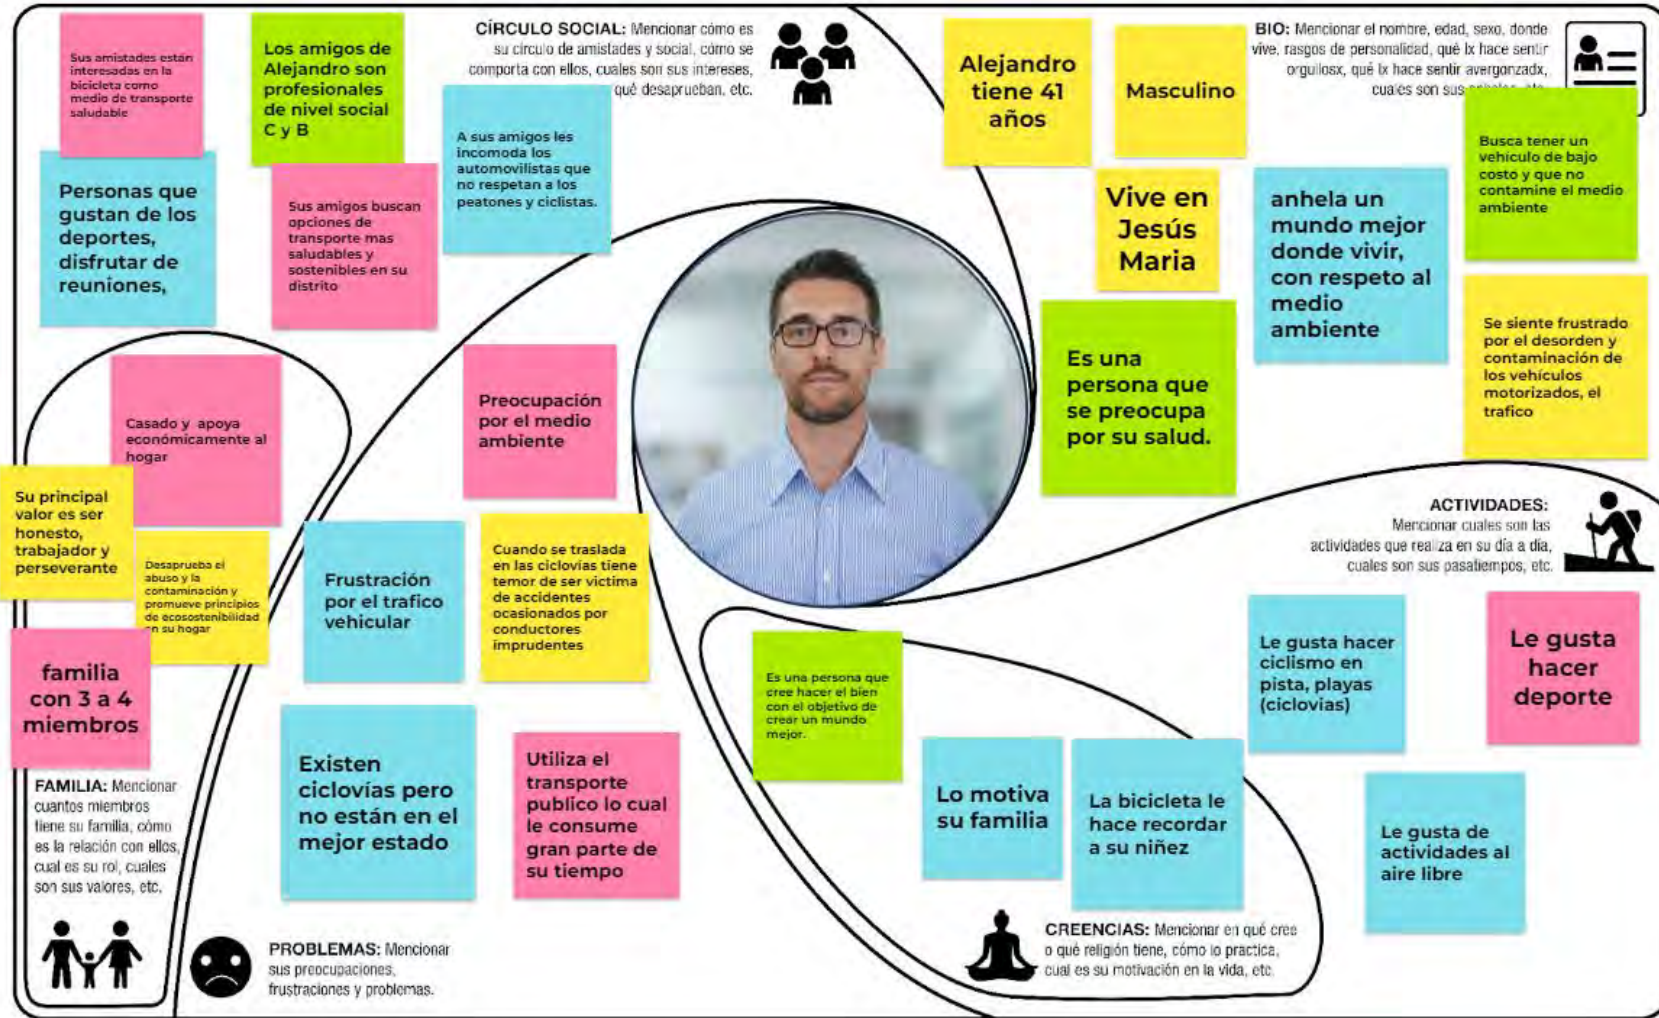 Sus amistades están
interesadas en la
bicicleta como
medio de transporte
saludable
Los amigos de
Alejandro son
profesionales
de nivel social
C y B
CÍRCULO SOCIAL: Mencionar cómo es
su círculo de amistades y social, cómo se
comporta con ellos, cuales son sus intereses,
qué desaprueban, etc.
Personas que
gustan de los
deportes,
disfrutar de
reuniones,
Sus amigos buscan
opciones de
transporte mas
saludables y
sostenibles en su
distrito
A sus amigos les
incomoda los
automovilistas que
no respetan a los
peatones y ciclistas.
Alejandro
tiene 41
años
Masculino
BIO: Mencionar el nombre, edad, sexo, donde
vive, rasgos de personalidad, qué lx hace sentir
orgullosx, qué lx hace sentir avergonzadx,
cuales son sus
Vive en
Jesús
Maria
anhela un
mundo mejor
donde vivir,
con respeto al
medio
ambiente
Busca tener un
vehículo de bajo
costo y que no
contamine el medio
ambiente
Es una
persona que
se preocupa
por su salud.
Se siente frustrado
por el desorden y
contaminación de
los vehículos
motorizados, el
trafico
Casado y apoya
económicamente al
hogar
Su principal
valor es ser
honesto,
trabajador y
perseverante
Desaprueba el
abuso y la
contaminación y
promueve principios
de ecosostenibilidad
en su hogar
familia
con 3 a 4
miembros
FAMILIA: Mencionar
cuantos miembros
tiene su familia, cómo
es la relación con ellos,
cual es su rol, cuales
son sus valores, etc.
Preocupación
por el medio
ambiente
Frustración
por el trafico
vehicular
Cuando se traslada
en las ciclovías tiene
temor de ser victima
de accidentes
ocasionados por
conductores
imprudentes
Existen
ciclovías pero
no están en el
mejor estado
Utiliza el
transporte
publico lo cual
le consume
gran parte de
su tiempo
PROBLEMAS: Mencionar
sus preocupaciones,
frustraciones y problemas.
ACTIVIDADES:
Mencionar cuales son las
actividades que realiza en su día a día,
cuales son sus pasatiempos, etc.
Le gusta hacer
ciclismo en
pista, playas
(ciclovias)
Le gusta
hacer
deporte
Le gusta de
actividades al
aire libre
Es una persona que
cree hacer el bien
con el objetivo de
crear un mundo
mejor.
Lo motiva
su familia
La bicicleta le
hace recordar
a su niñez
CREENCIAS: Mencionar en qué cree
o qué religión tiene, cómo lo practica,
cual es su motivación en la vida, etc